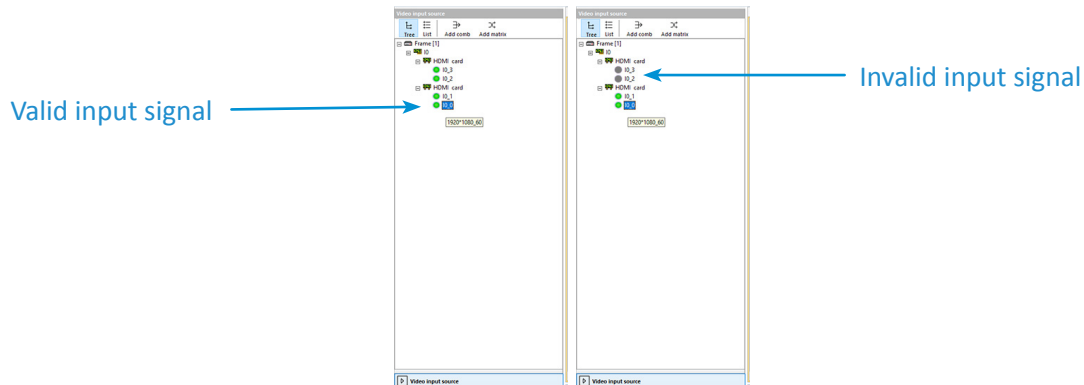 Video input source
Tree List Add comb Add matrix
Frame [1]
I0
HDMI card
I0_3
I0_2
HDMI card
I0_1
I0_0
1920*1080_60
Video input source
Valid input signal
Video input source
Tree List Add comb Add matrix
Frame [1]
I0
HDMI card
I0_3
I0_2
HDMI card
I0_1
I0_0
1920*1080_60
Video input source
Invalid input signal